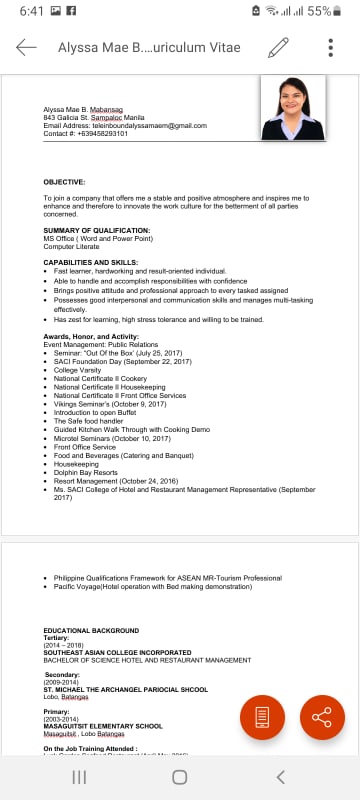 6:41
55%
Alyssa Mae B....uriculum Vitae
Alyssa Mae B. Mabansag
843 Galicia St. Sampaloc Manila
Email Address: teleinboundalyssamaem@gmail.com
Contact #: +639458293101
OBJECTIVE:
To join a company that offers me a stable and positive atmosphere and inspires me to
enhance and therefore to innovate the work culture for the betterment of all parties
concerned.
SUMMARY OF QUALIFICATION:
MS Office ( Word and Power Point)
Computer Literate
CAPABILITIES AND SKILLS:
• Fast learner, hardworking and result-oriented individual.
• Able to handle and accomplish responsibilities with confidence
• Brings positive attitude and professional approach to every tasked assigned
• Possesses good interpersonal and communication skills and manages multi-tasking
effectively.
• Has zest for learning, high stress tolerance and willing to be trained.
Awards, Honor, and Activity:
Event Management: Public Relations
• Seminar: "Out Of the Box' (July 25, 2017)
• SACI Foundation Day (September 22, 2017)
• College Varsity
• National Certificate II Cookery
• National Certificate II Housekeeping
• National Certificate II Front Office Services
• Vikings Seminar's (October 9, 2017)
• Introduction to open Buffet
• The Safe food handler
• Guided Kitchen Walk Through with Cooking Demo
• Microtel Seminars (October 10, 2017)
• Front Office Service
• Food and Beverages (Catering and Banquet)
• Housekeeping
• Dolphin Bay Resorts
• Resort Management (October 24, 2016)
• Ms. SACI College of Hotel and Restaurant Management Representative (September
2017)
• Philippine Qualifications Framework for ASEAN MR-Tourism Professional
• Pacific Voyage(Hotel operation with Bed making demonstration)
EDUCATIONAL BACKGROUND
Tertiary:
(2014 – 2018)
SOUTHEAST ASIAN COLLEGE INCORPORATED
BACHELOR OF SCIENCE HOTEL AND RESTAURANT MANAGEMENT
Secondary:
(2009-2014)
ST. MICHAEL THE ARCHANGEL PARIOCIAL SHCOOL
Lobo, Batangas
Primary:
(2003-2014)
MASAGUITSIT ELEMENTARY SCHOOL
Masaguitsit , Lobo Batangas
On the Job Training Attended :